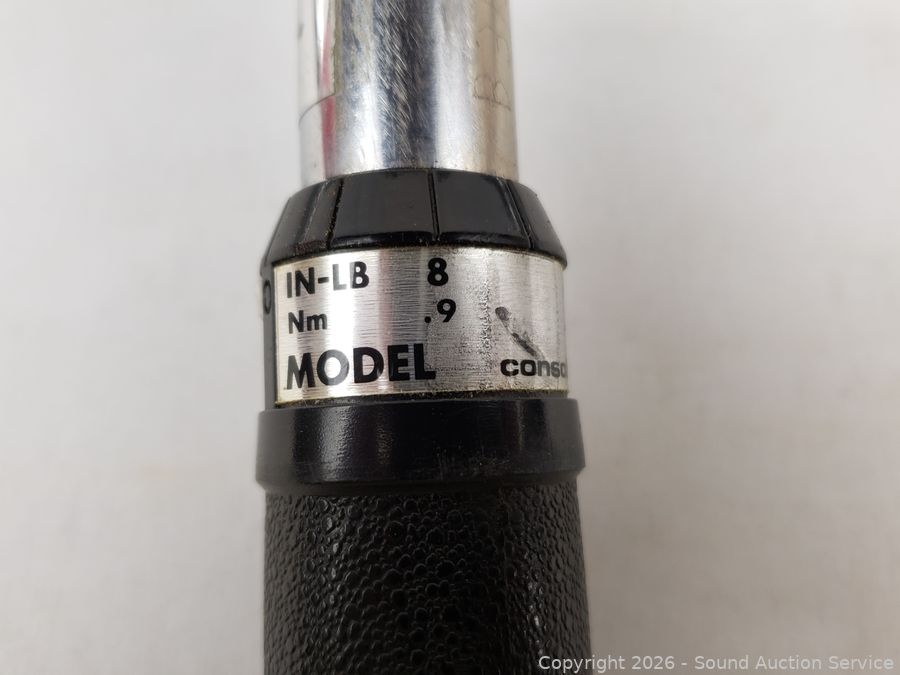 IN-LB 8
Nm .9
MODEL
Copyright 2026 - Sound Auction Service